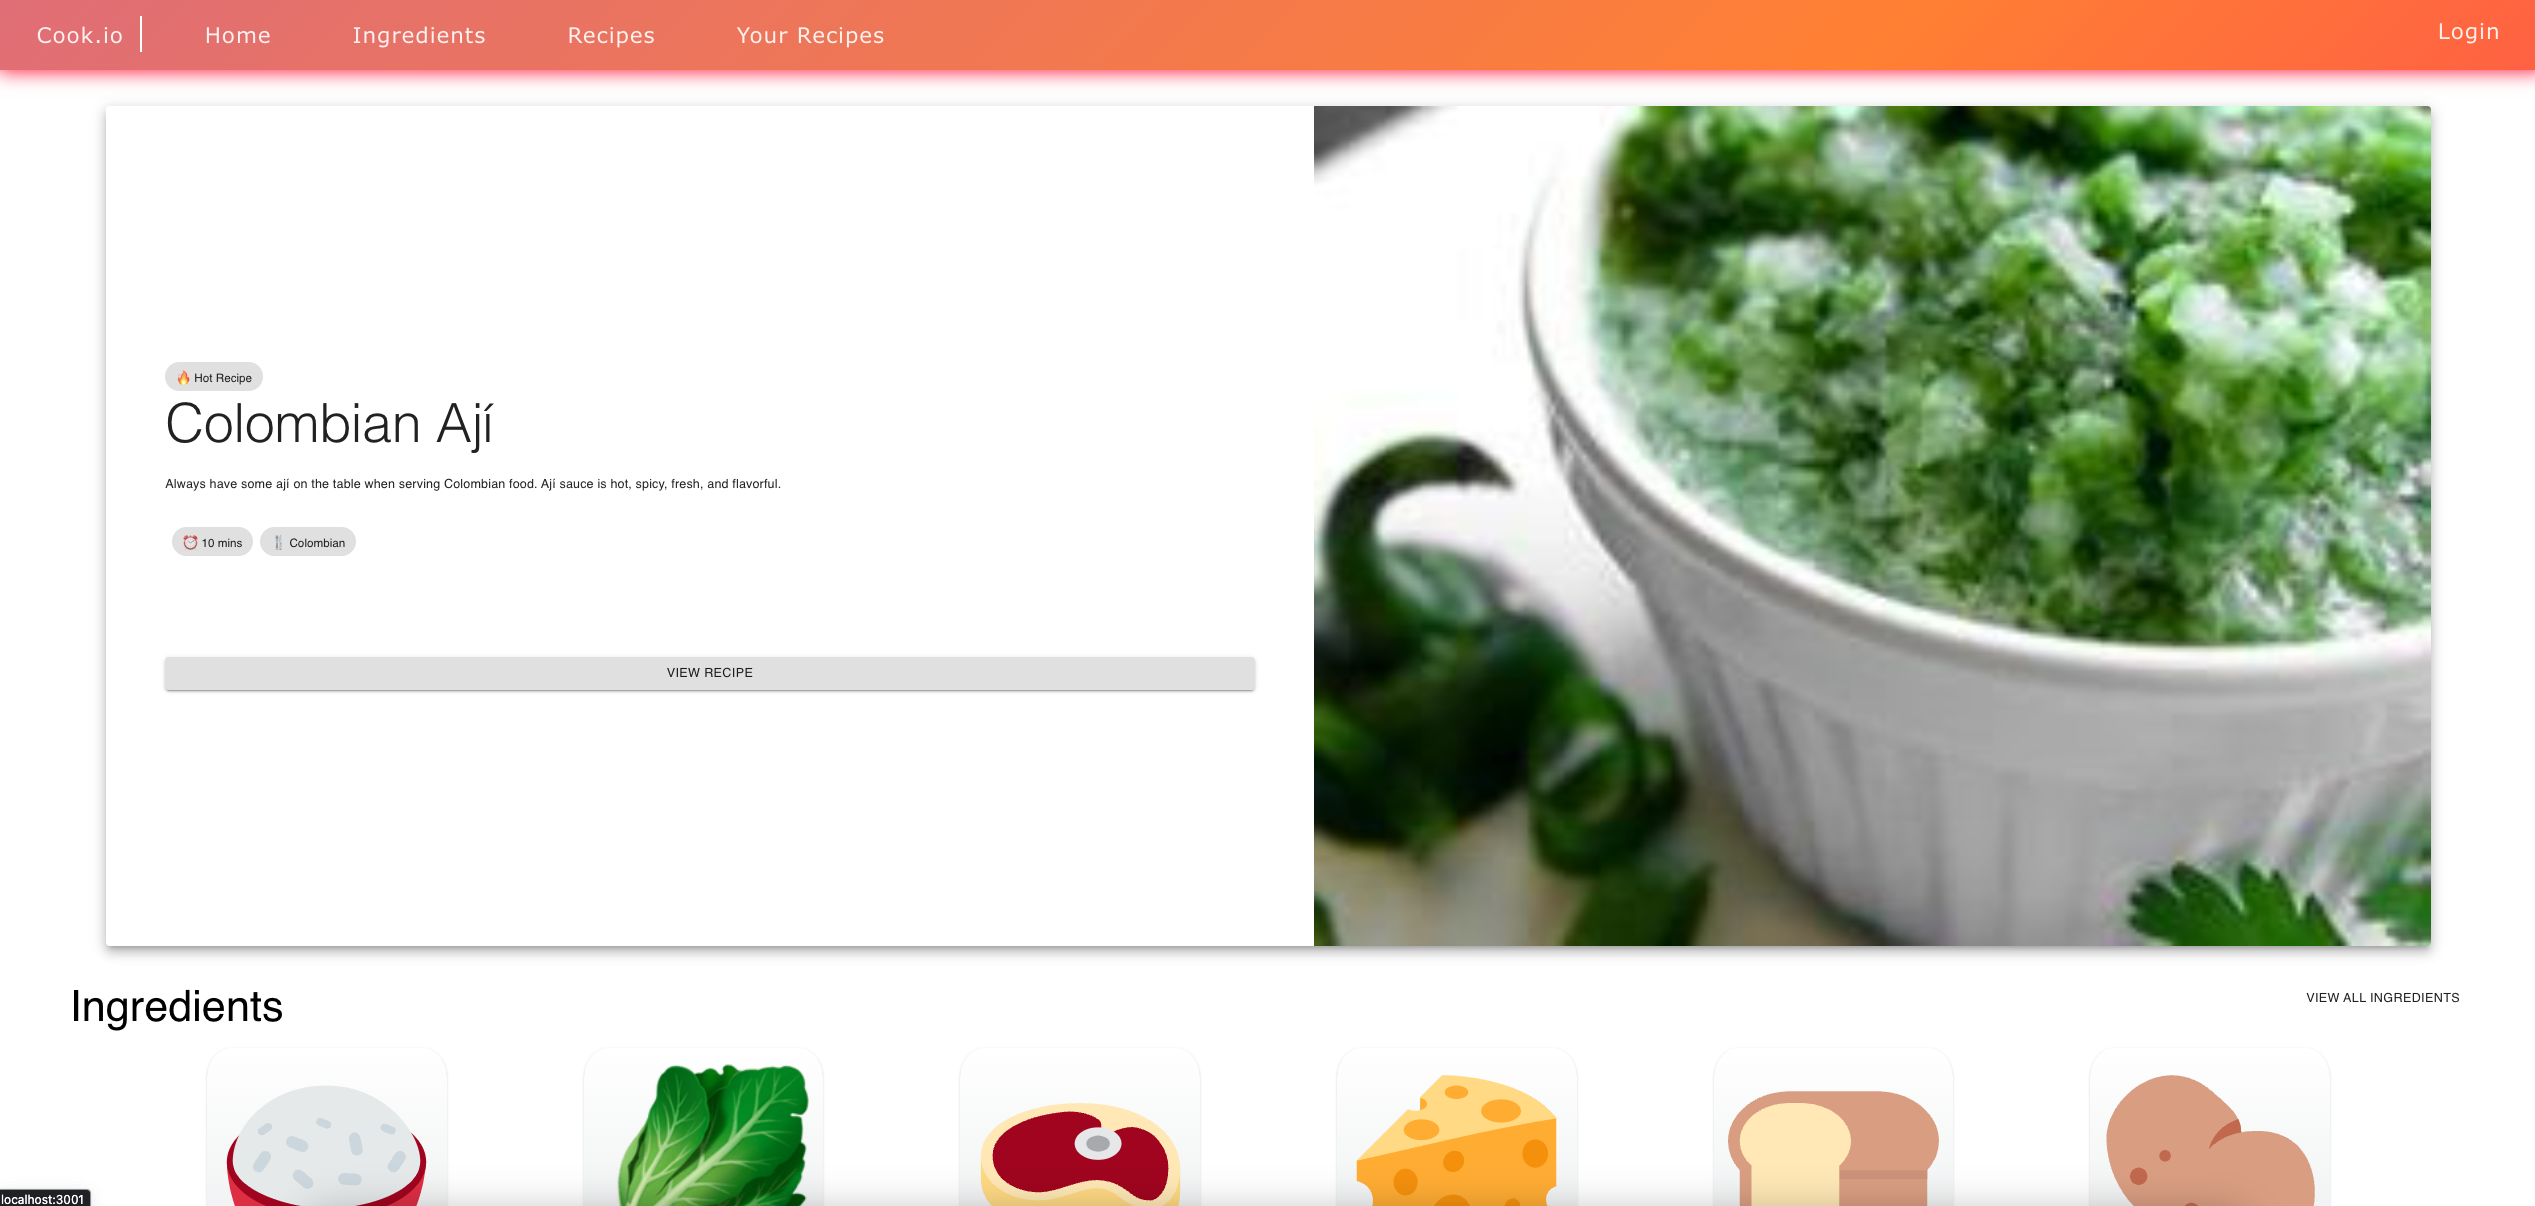 Cook.io Home Ingredients Recipes Your Recipes Login
🔥 Hot Recipe
Colombian Ají
Always have some ají on the table when serving Colombian food. Ají sauce is hot, spicy, fresh, and flavorful.
⏰ 10 mins 🍴 Colombian
VIEW RECIPE
Ingredients VIEW ALL INGREDIENTS
localhost:3001